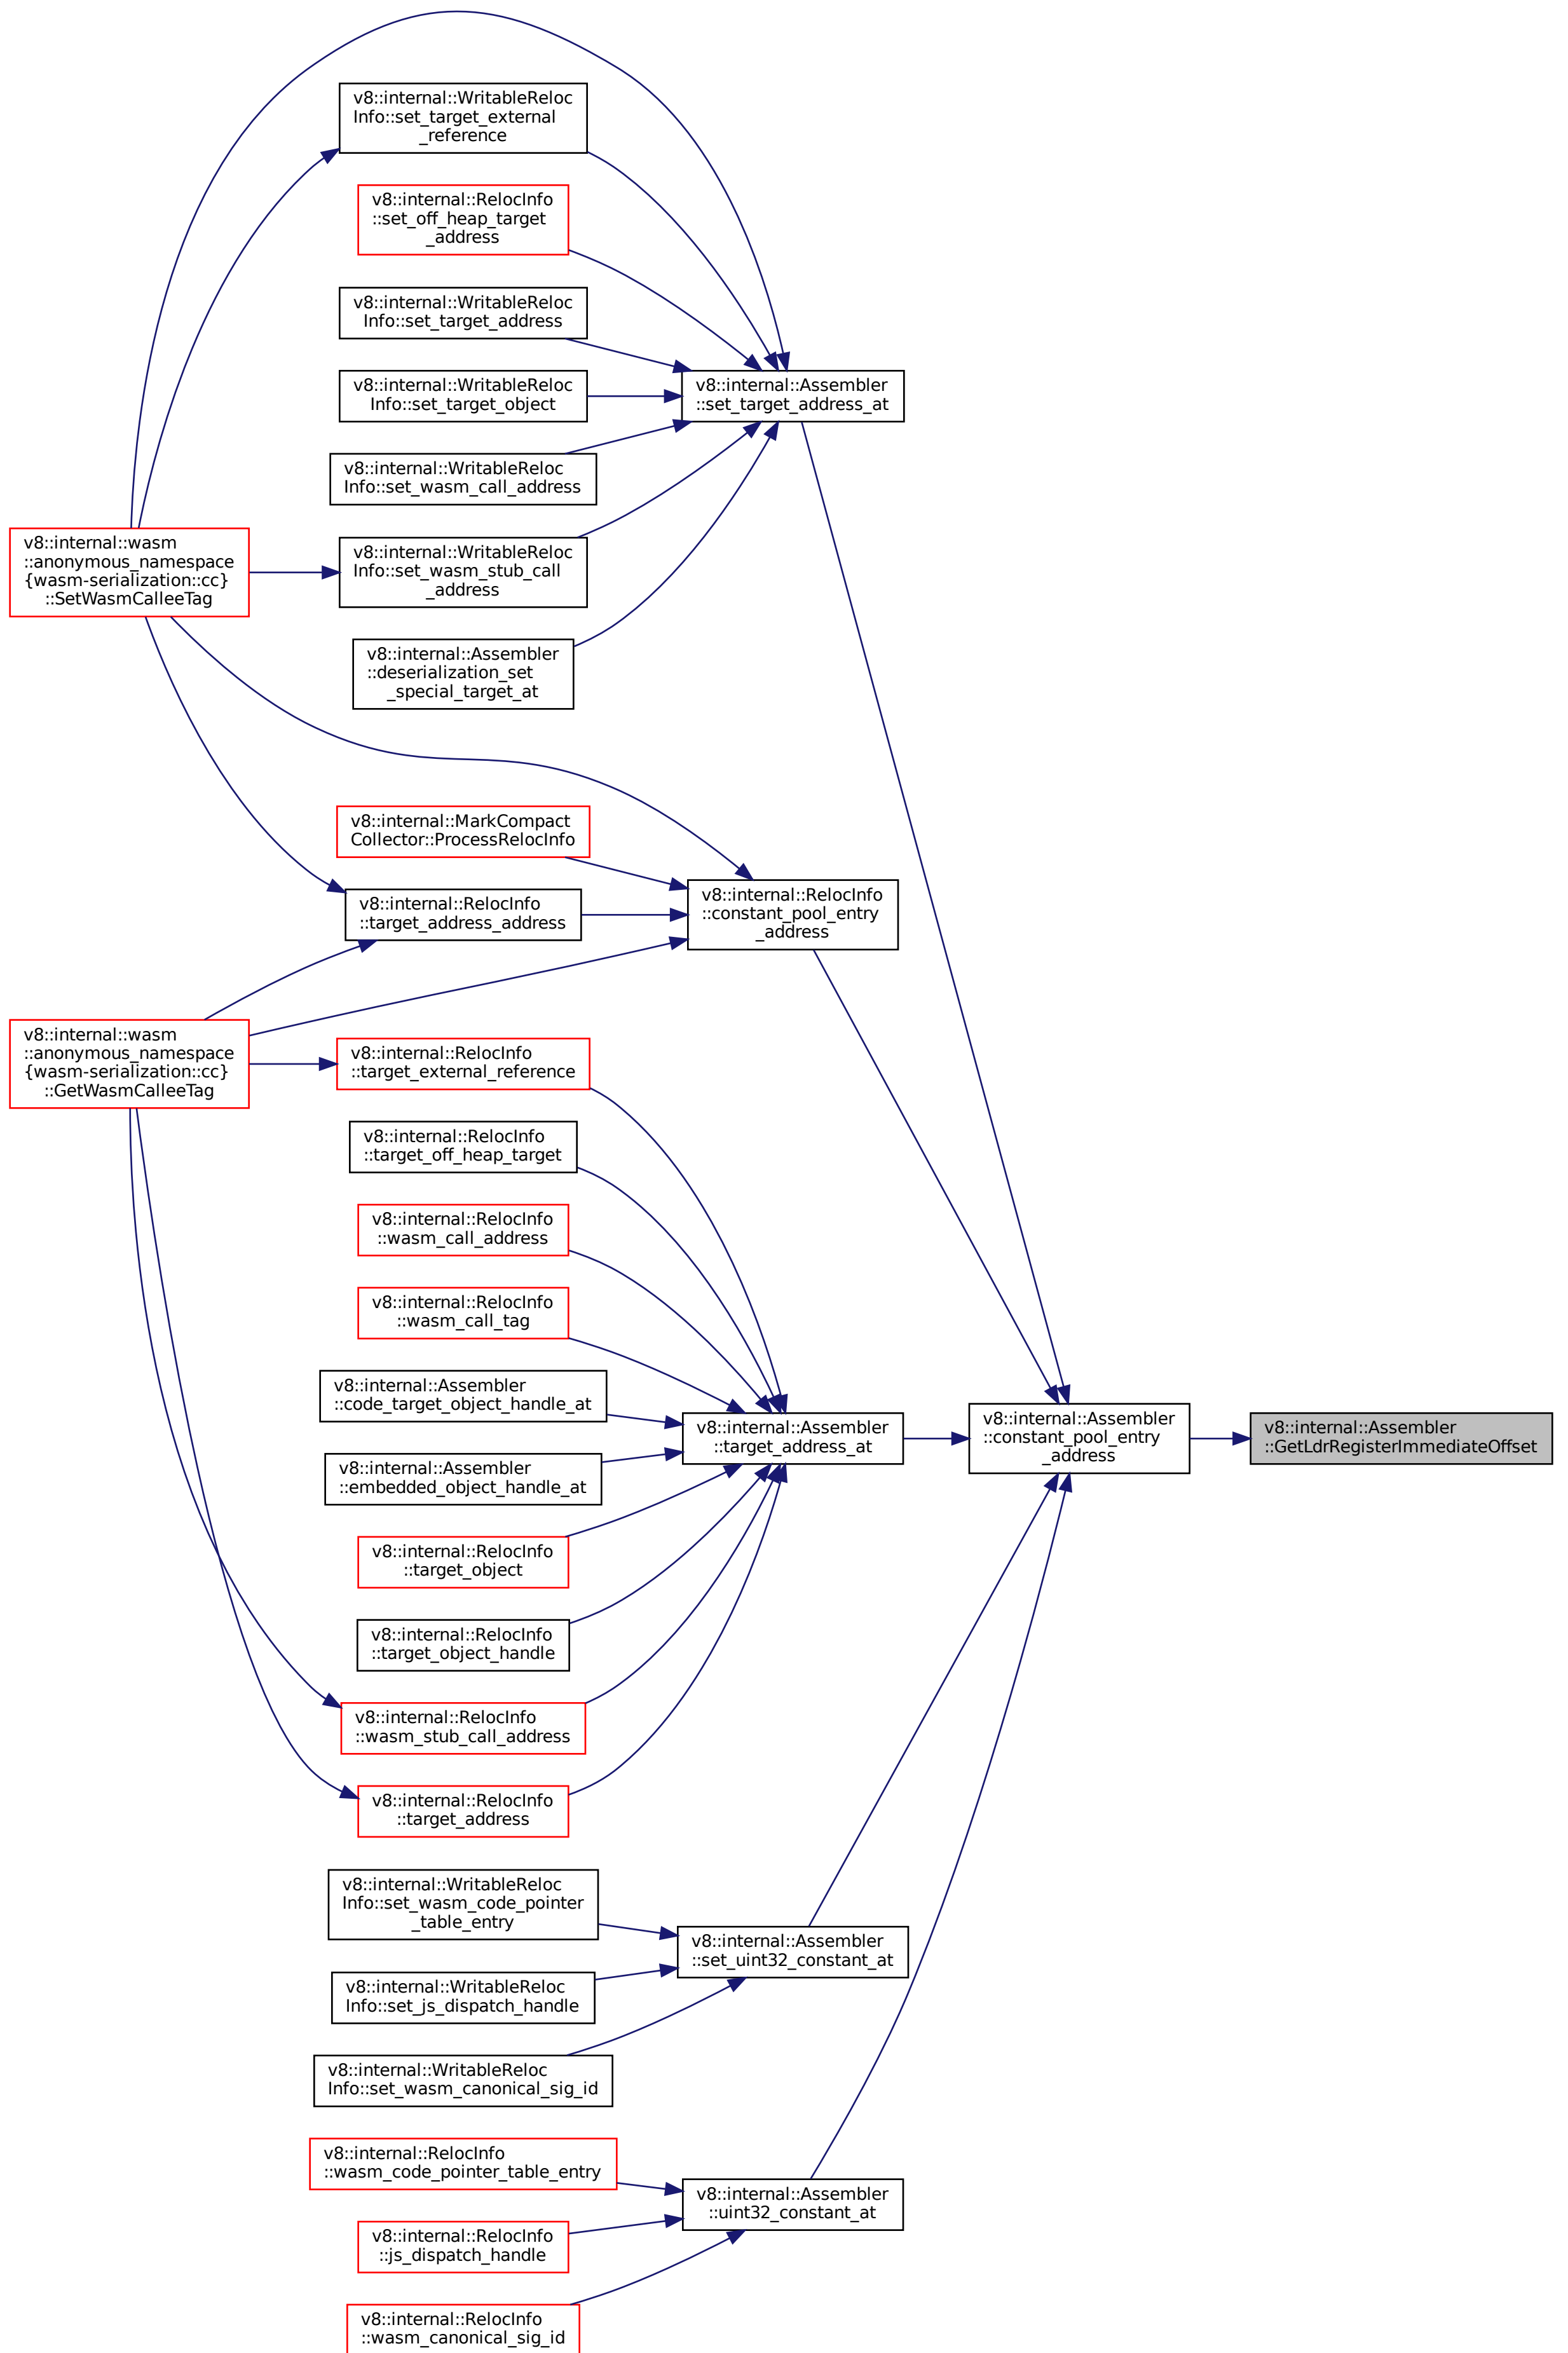 v8::internal::WritableReloc
Info::set_target_external
_reference
v8::internal::RelocInfo
::set_off_heap_target
_address
v8::internal::WritableReloc
Info::set_target_address
v8::internal::WritableReloc
Info::set_target_object
v8::internal::Assembler
::set_target_address_at
v8::internal::WritableReloc
Info::set_wasm_call_address
v8::internal::wasm
::anonymous_namespace
{wasm-serialization::cc}
::SetWasmCalleeTag
v8::internal::WritableReloc
Info::set_wasm_stub_call
_address
v8::internal::Assembler
::deserialization_set
_special_target_at
v8::internal::MarkCompact
Collector::ProcessRelocInfo
v8::internal::RelocInfo
::target_address_address
v8::internal::RelocInfo
::constant_pool_entry
_address
v8::internal::wasm
::anonymous_namespace
{wasm-serialization::cc}
::GetWasmCalleeTag
v8::internal::RelocInfo
::target_external_reference
v8::internal::RelocInfo
::target_off_heap_target
v8::internal::RelocInfo
::wasm_call_address
v8::internal::RelocInfo
::wasm_call_tag
v8::internal::Assembler
::code_target_object_handle_at
v8::internal::Assembler
::target_address_at
v8::internal::Assembler
::constant_pool_entry
_address
v8::internal::Assembler
::GetLdrRegisterImmediateOffset
v8::internal::Assembler
::embedded_object_handle_at
v8::internal::RelocInfo
::target_object
v8::internal::RelocInfo
::target_object_handle
v8::internal::RelocInfo
::wasm_stub_call_address
v8::internal::RelocInfo
::target_address
v8::internal::WritableReloc
Info::set_wasm_code_pointer
_table_entry
v8::internal::Assembler
::set_uint32_constant_at
v8::internal::WritableReloc
Info::set_js_dispatch_handle
v8::internal::WritableReloc
Info::set_wasm_canonical_sig_id
v8::internal::RelocInfo
::wasm_code_pointer_table_entry
v8::internal::Assembler
::uint32_constant_at
v8::internal::RelocInfo
::js_dispatch_handle
v8::internal::RelocInfo
::wasm_canonical_sig_id